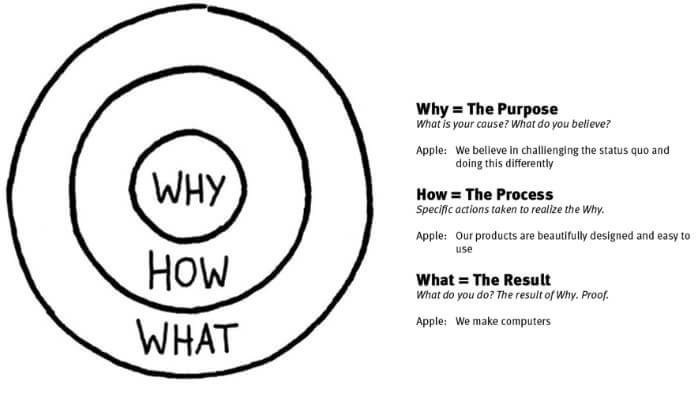 WHY
HOW
WHAT
Why = The Purpose
What is your cause? What do you believe?
Apple: We believe in challienging the status quo and
doing this differently
How = The Process
Specific actions taken to realize the Why.
Apple: Our products are beautifully designed and easy to
use
What = The Result
What do you do? The result of Why. Proof.
Apple: We make computers